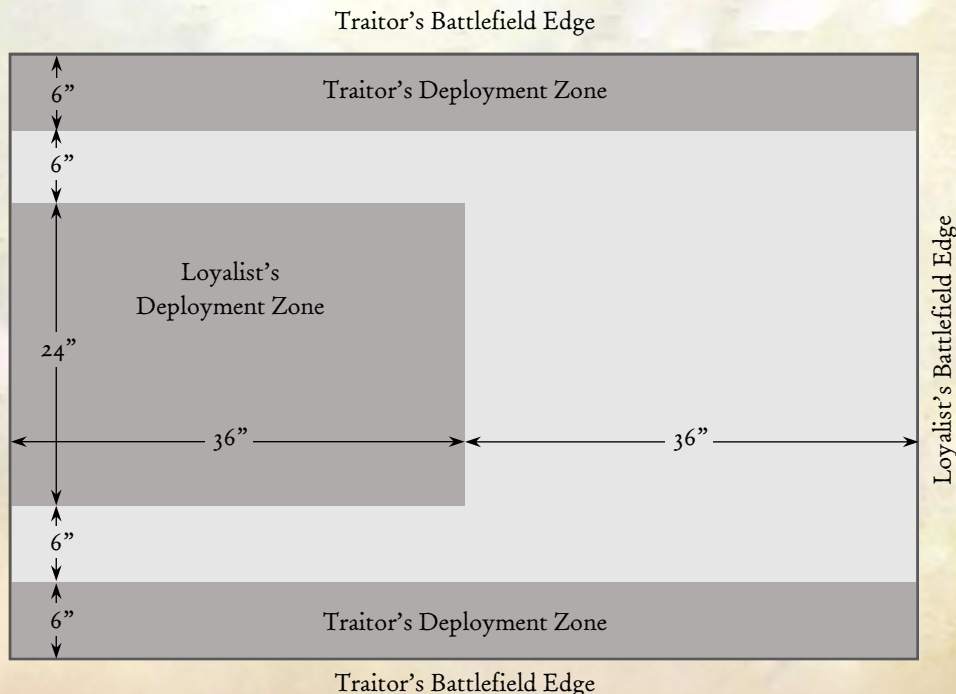 Traitor’s Battlefield Edge
6”
Traitor’s Deployment Zone
6”
Loyalist’s
Deployment Zone
24”
36”
36”
Loyalist’s Battlefield Edge
6”
6”
Traitor’s Deployment Zone
Traitor’s Battlefield Edge